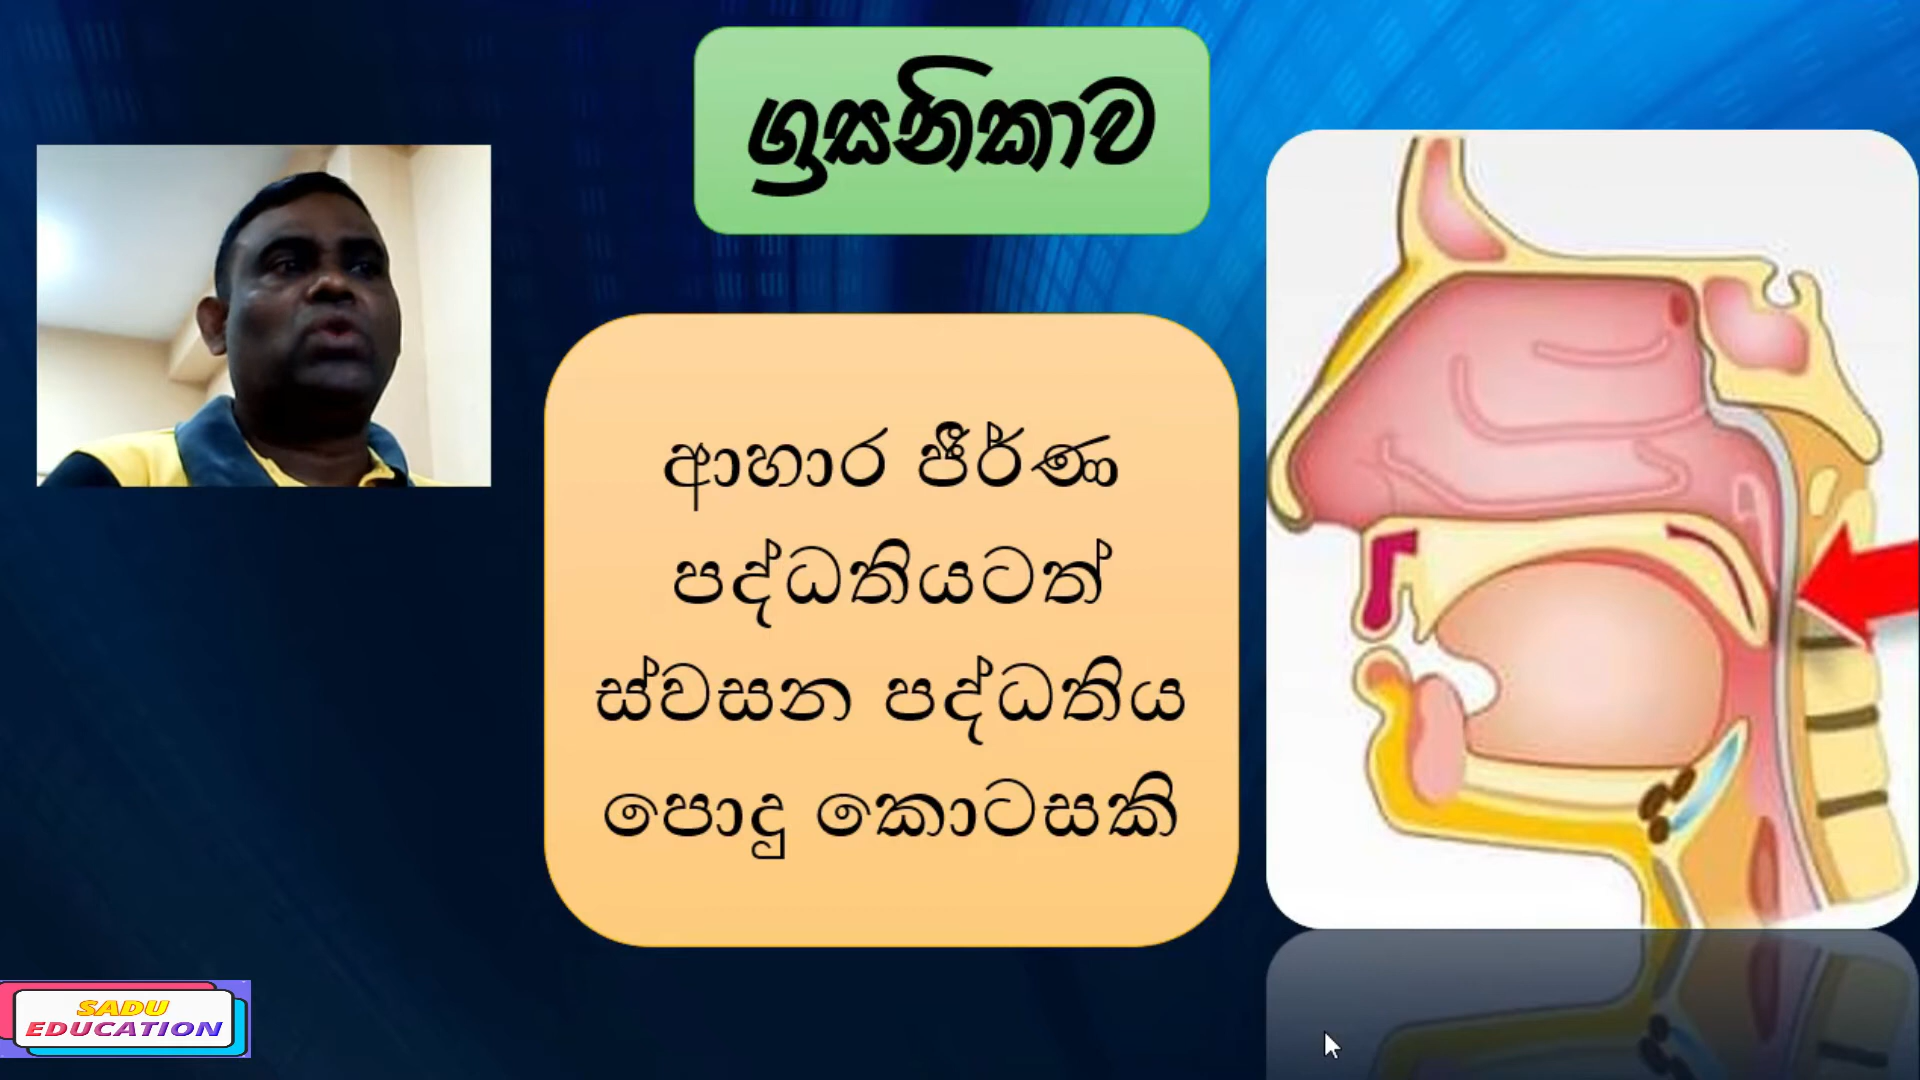 ග්‍රසනිකාව
ආහාර ජීර්ණ
පද්ධතියටත්
ස්වසන පද්ධතිය
පොදු කොටසකි
SADU
EDUCATION